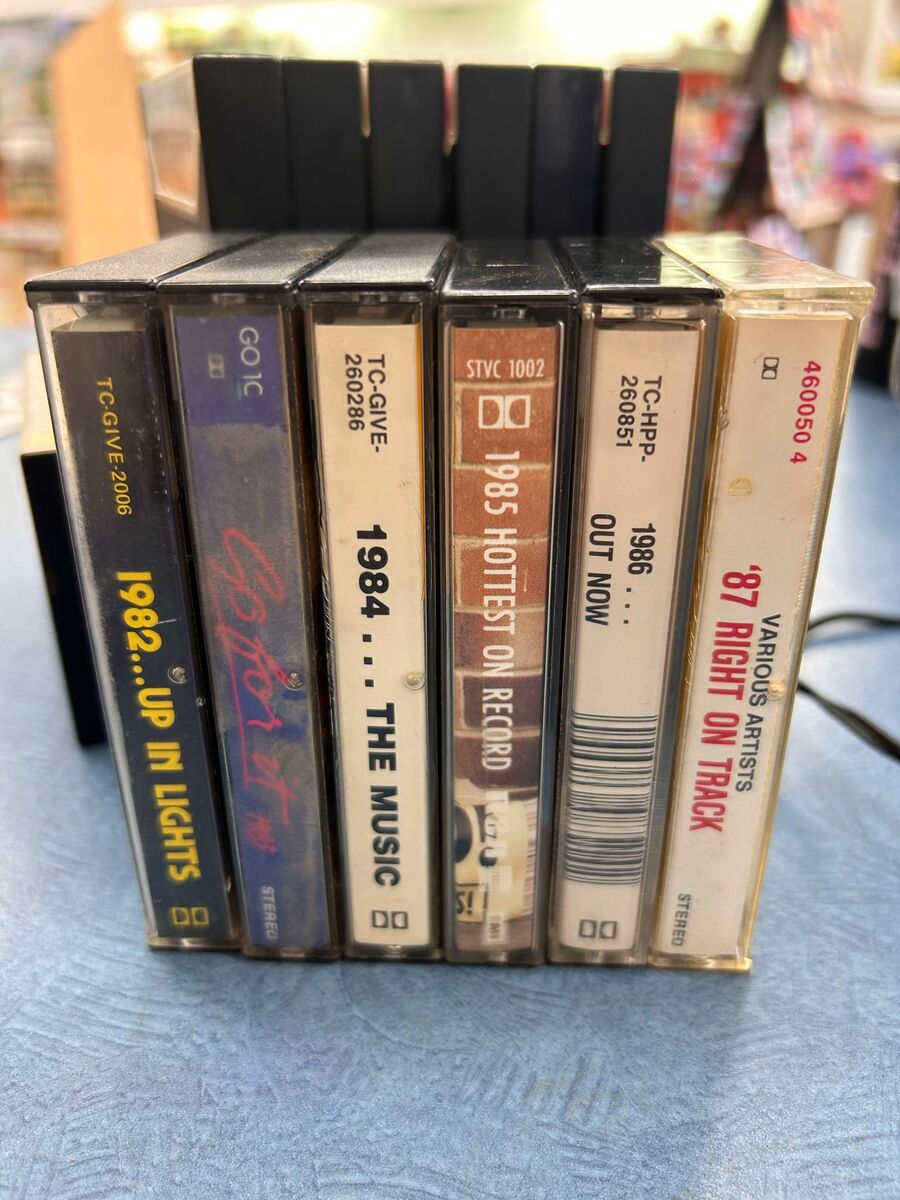 TC-GIVE-2006
1982...UP IN LIGHTS
GO 1C
Go for it
STEREO
TC-GIVE-
260286
1984... THE MUSIC
STVC 1002
1985 HOTTEST ON RECORD
TC-HPP-
260851
1986...
OUT NOW
460050 4
VARIOUS ARTISTS
'87 RIGHT ON TRACK
STEREO